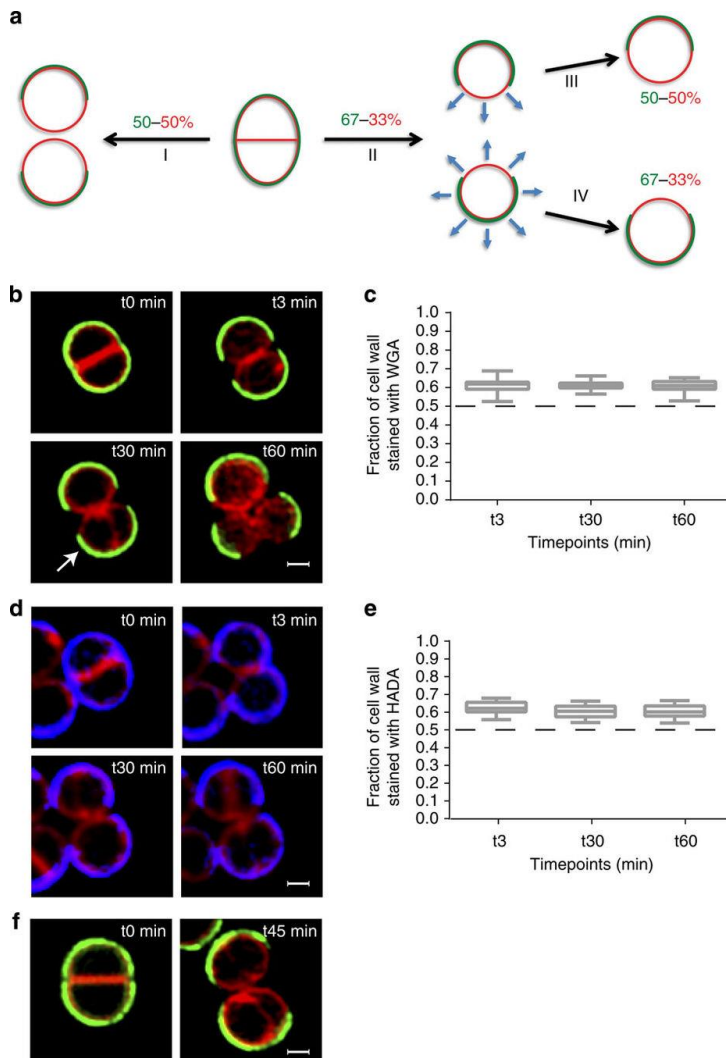 a
50–50%
I
67–33%
II
III
50–50%
IV
67–33%
b
t0 min
t3 min
t30 min
t60 min
c
Fraction of cell wall
stained with WGA
1.0
0.9
0.8
0.7
0.6
0.5
0.4
0.3
0.2
0.1
0.0
t3
t30
t60
Timepoints (min)
d
t0 min
t3 min
t30 min
t60 min
e
Fraction of cell wall
stained with HADA
1.0
0.9
0.8
0.7
0.6
0.5
0.4
0.3
0.2
0.1
0.0
t3
t30
t60
Timepoints (min)
f
t0 min
t45 min